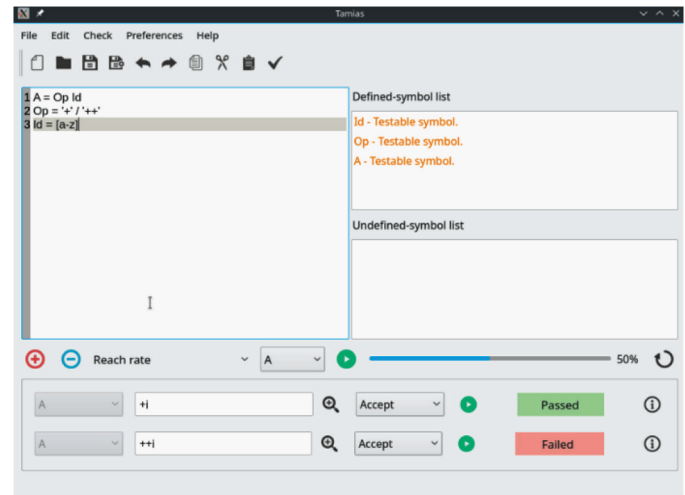 Tamias
File Edit Check Preferences Help
1 A = Op Id
2 Op = '+' / '++'
3 Id = [a-z]
Defined-symbol list
Id - Testable symbol.
Op - Testable symbol.
A - Testable symbol.
Undefined-symbol list
Reach rate A 50%
A +i Accept Passed
A ++i Accept Failed